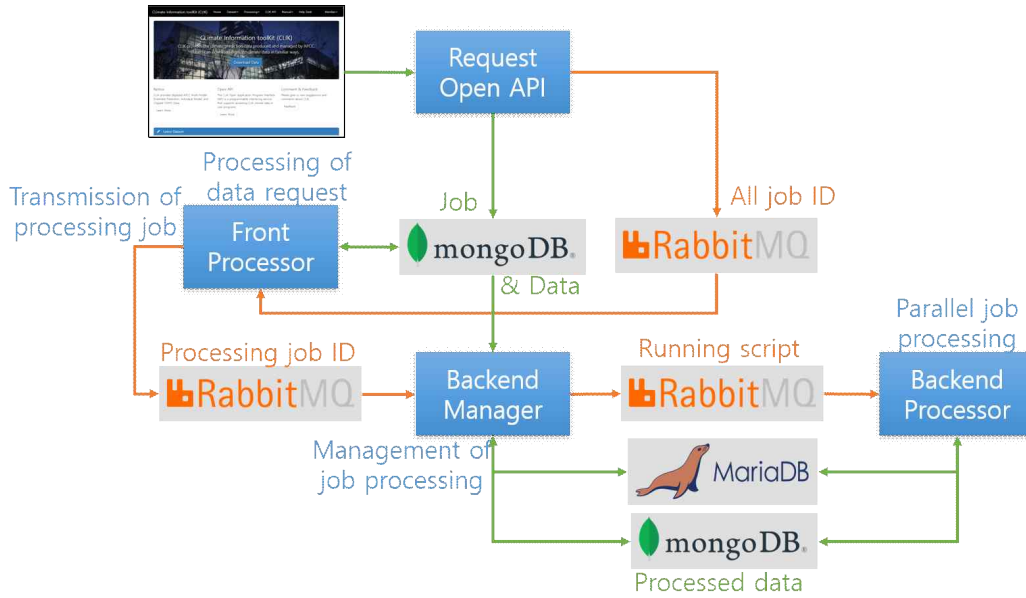 CLimate Information toolKit (CLIK)
Request
Open API
Processing of
data request
Transmission of
processing job
Job
All job ID
Front
Processor
mongoDB®
RabbitMQ
& Data
Parallel job
processing
Processing job ID
Running script
RabbitMQ
Backend
Manager
RabbitMQ
Backend
Processor
Management of
job processing
MariaDB
mongoDB®
Processed data